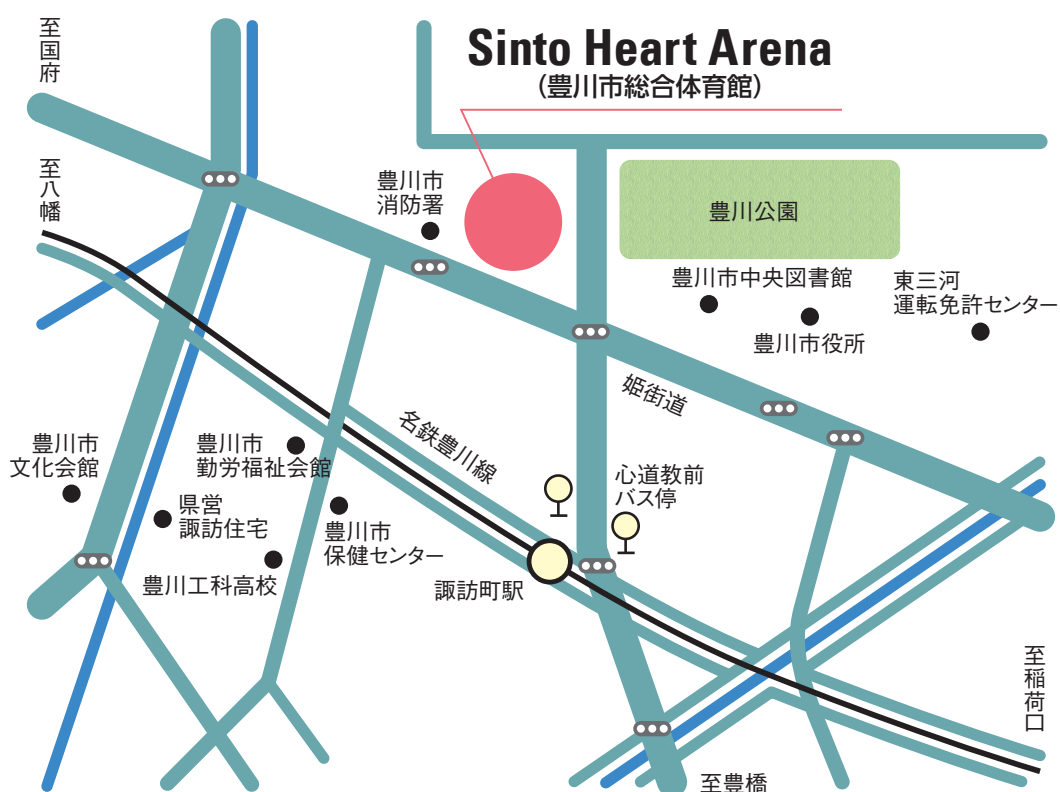 至国府
Sinto Heart Arena
(豊川市総合体育館)
至八幡
豊川市
消防署
豊川公園
豊川市中央図書館
東三河
運転免許センター
豊川市役所
姫街道
名鉄豊川線
豊川市
文化会館
豊川市
勤労福祉会館
県営
諏訪住宅
豊川市
保健センター
心道教前
バス停
豊川工科高校
諏訪町駅
至稲荷口
至豊橋